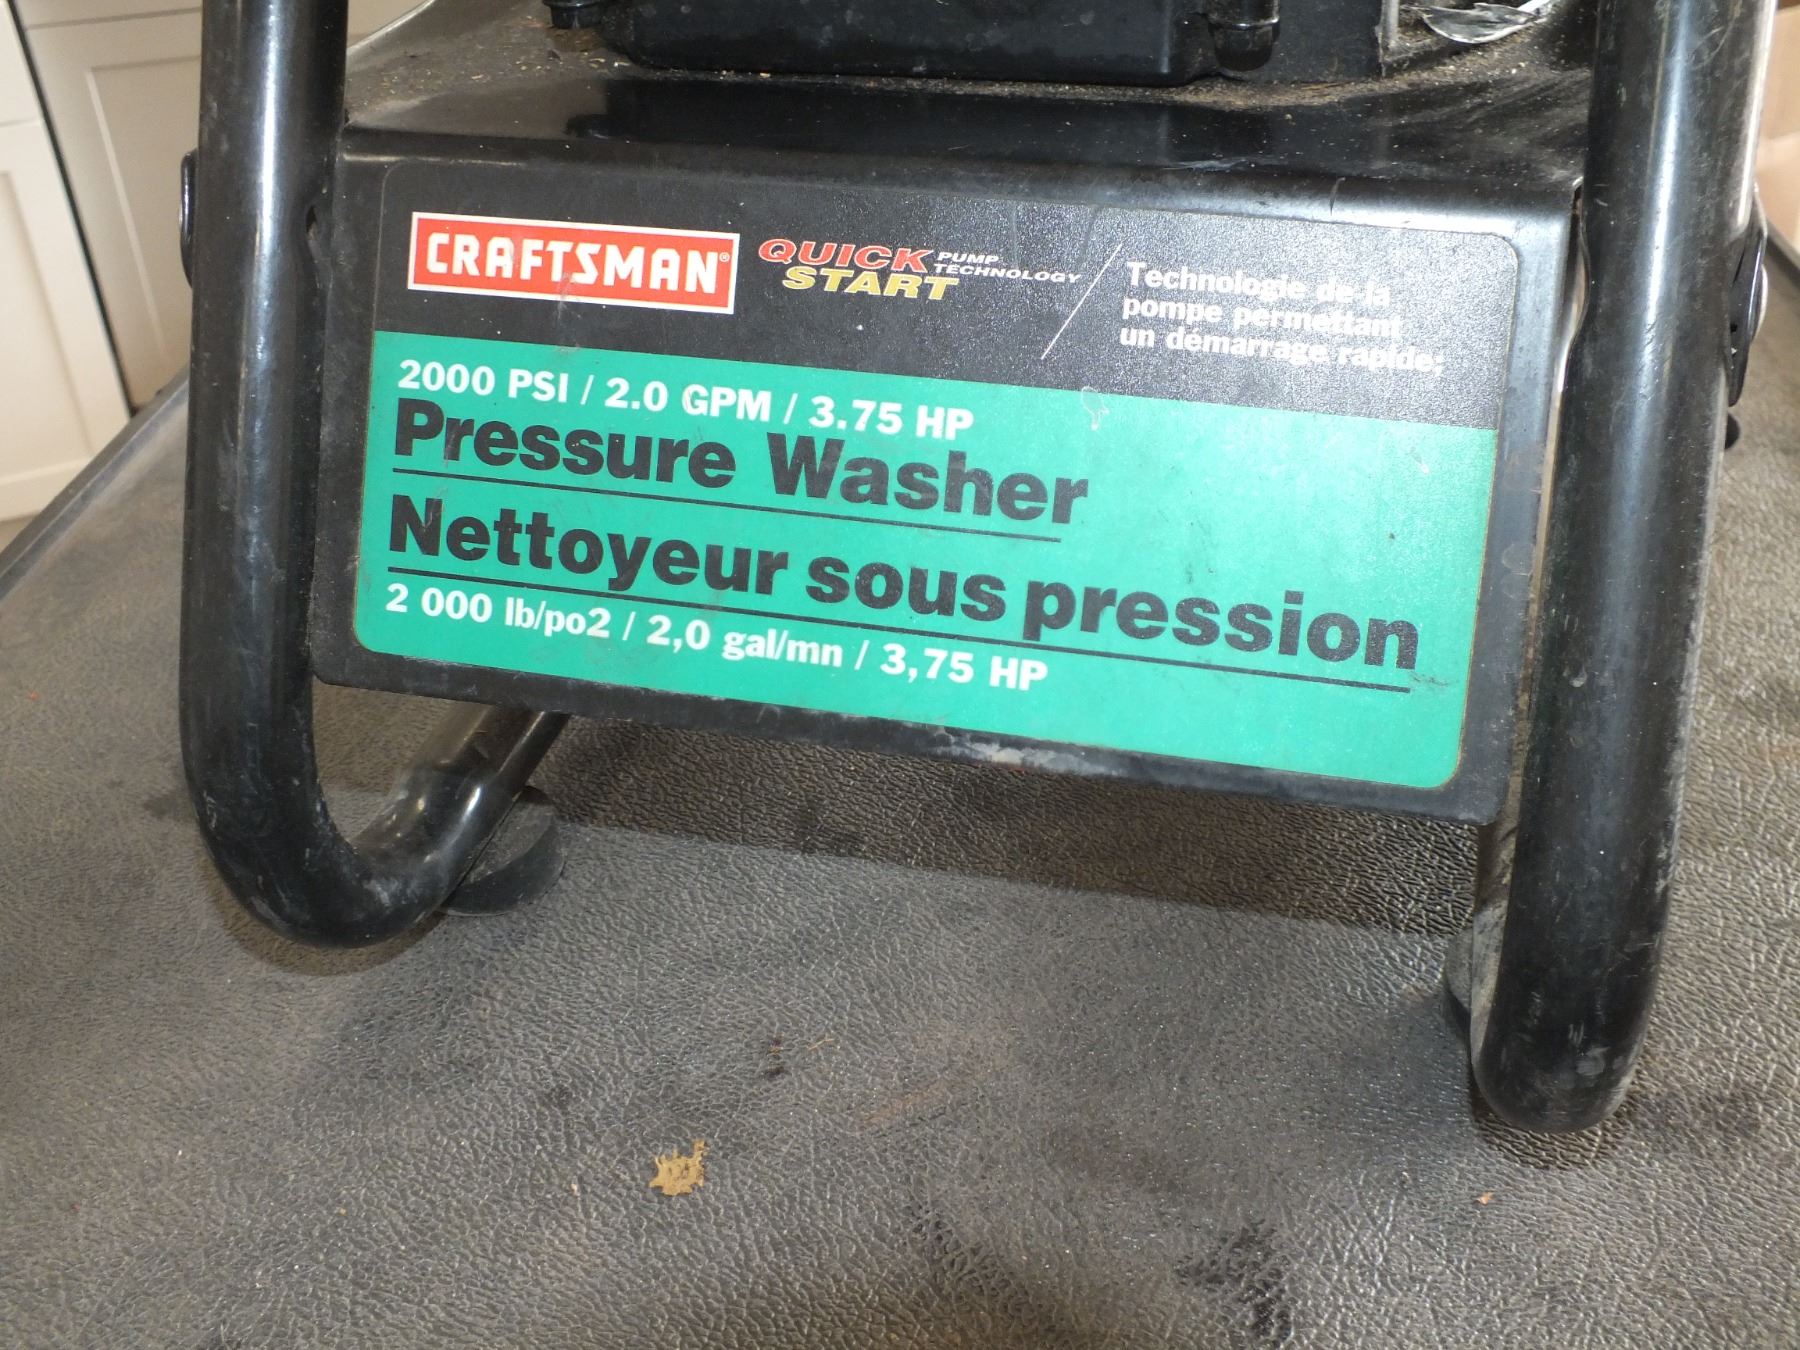 CRAFTSMAN®
QUICK START PUMP TECHNOLOGY
Technologie de la
pompe permettant
un démarrage rapide;
2000 PSI / 2.0 GPM / 3.75 HP
Pressure Washer
Nettoyeur sous pression
2 000 lb/po2 / 2,0 gal/mn / 3,75 HP